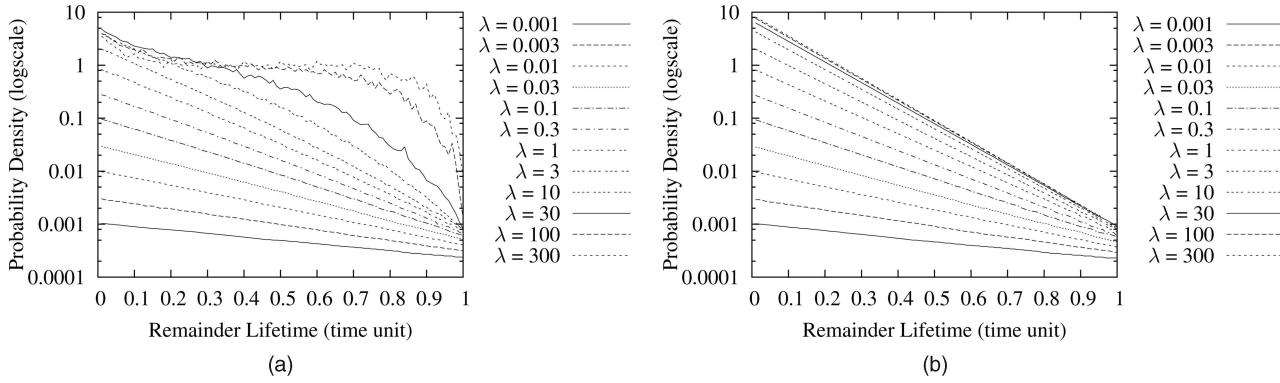 Probability Density (logscale)
10
1
0.1
0.01
0.001
0.0001
0 0.1 0.2 0.3 0.4 0.5 0.6 0.7 0.8 0.9 1
Remainder Lifetime (time unit)
λ = 0.001
λ = 0.003
λ = 0.01
λ = 0.03
λ = 0.1
λ = 0.3
λ = 1
λ = 3
λ = 10
λ = 30
λ = 100
λ = 300
(a)
Probability Density (logscale)
10
1
0.1
0.01
0.001
0.0001
0 0.1 0.2 0.3 0.4 0.5 0.6 0.7 0.8 0.9 1
Remainder Lifetime (time unit)
λ = 0.001
λ = 0.003
λ = 0.01
λ = 0.03
λ = 0.1
λ = 0.3
λ = 1
λ = 3
λ = 10
λ = 30
λ = 100
λ = 300
(b)